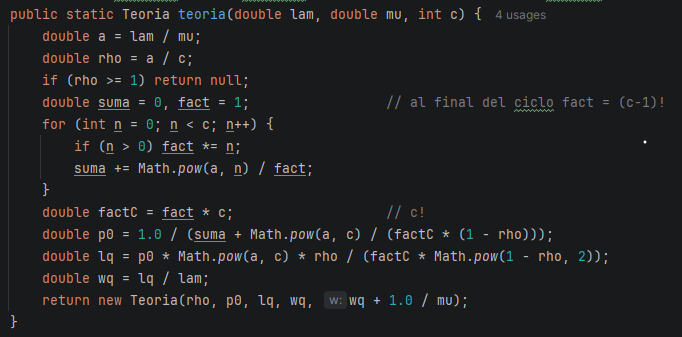 public static Teoria teoria(double lam, double mu, int c) { 4 usages
    double a = lam / mu;
    double rho = a / c;
    if (rho >= 1) return null;
    double suma = 0, fact = 1;                 // al final del ciclo fact = (c-1)!
    for (int n = 0; n < c; n++) {
        if (n > 0) fact *= n;
        suma += Math.pow(a, n) / fact;
    }
    double factC = fact * c;                   // c!
    double p0 = 1.0 / (suma + Math.pow(a, c) / (factC * (1 - rho)));
    double lq = p0 * Math.pow(a, c) * rho / (factC * Math.pow(1 - rho, 2));
    double wq = lq / lam;
    return new Teoria(rho, p0, lq, wq, w: wq + 1.0 / mu);
}